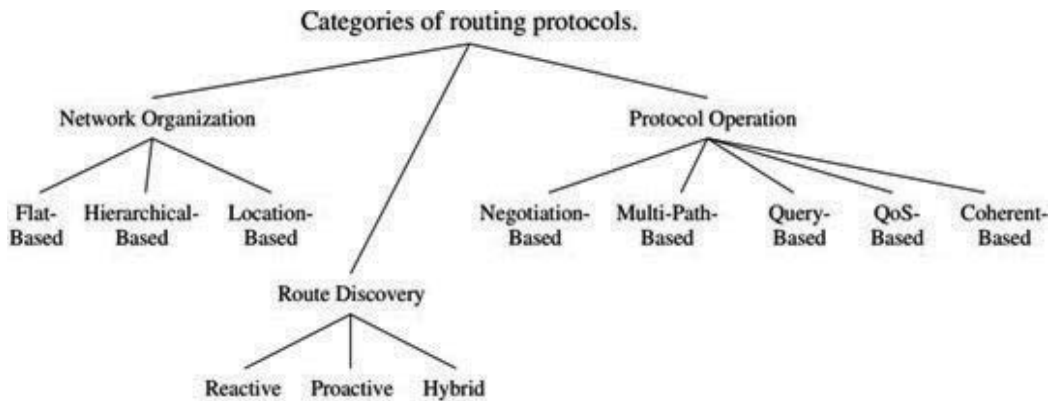 Categories of routing protocols.
Network Organization
Protocol Operation
Flat-
Based
Hierarchical-
Based
Location-
Based
Negotiation-
Based
Multi-Path-
Based
Query-
Based
QoS-
Based
Coherent-
Based
Route Discovery
Reactive
Proactive
Hybrid